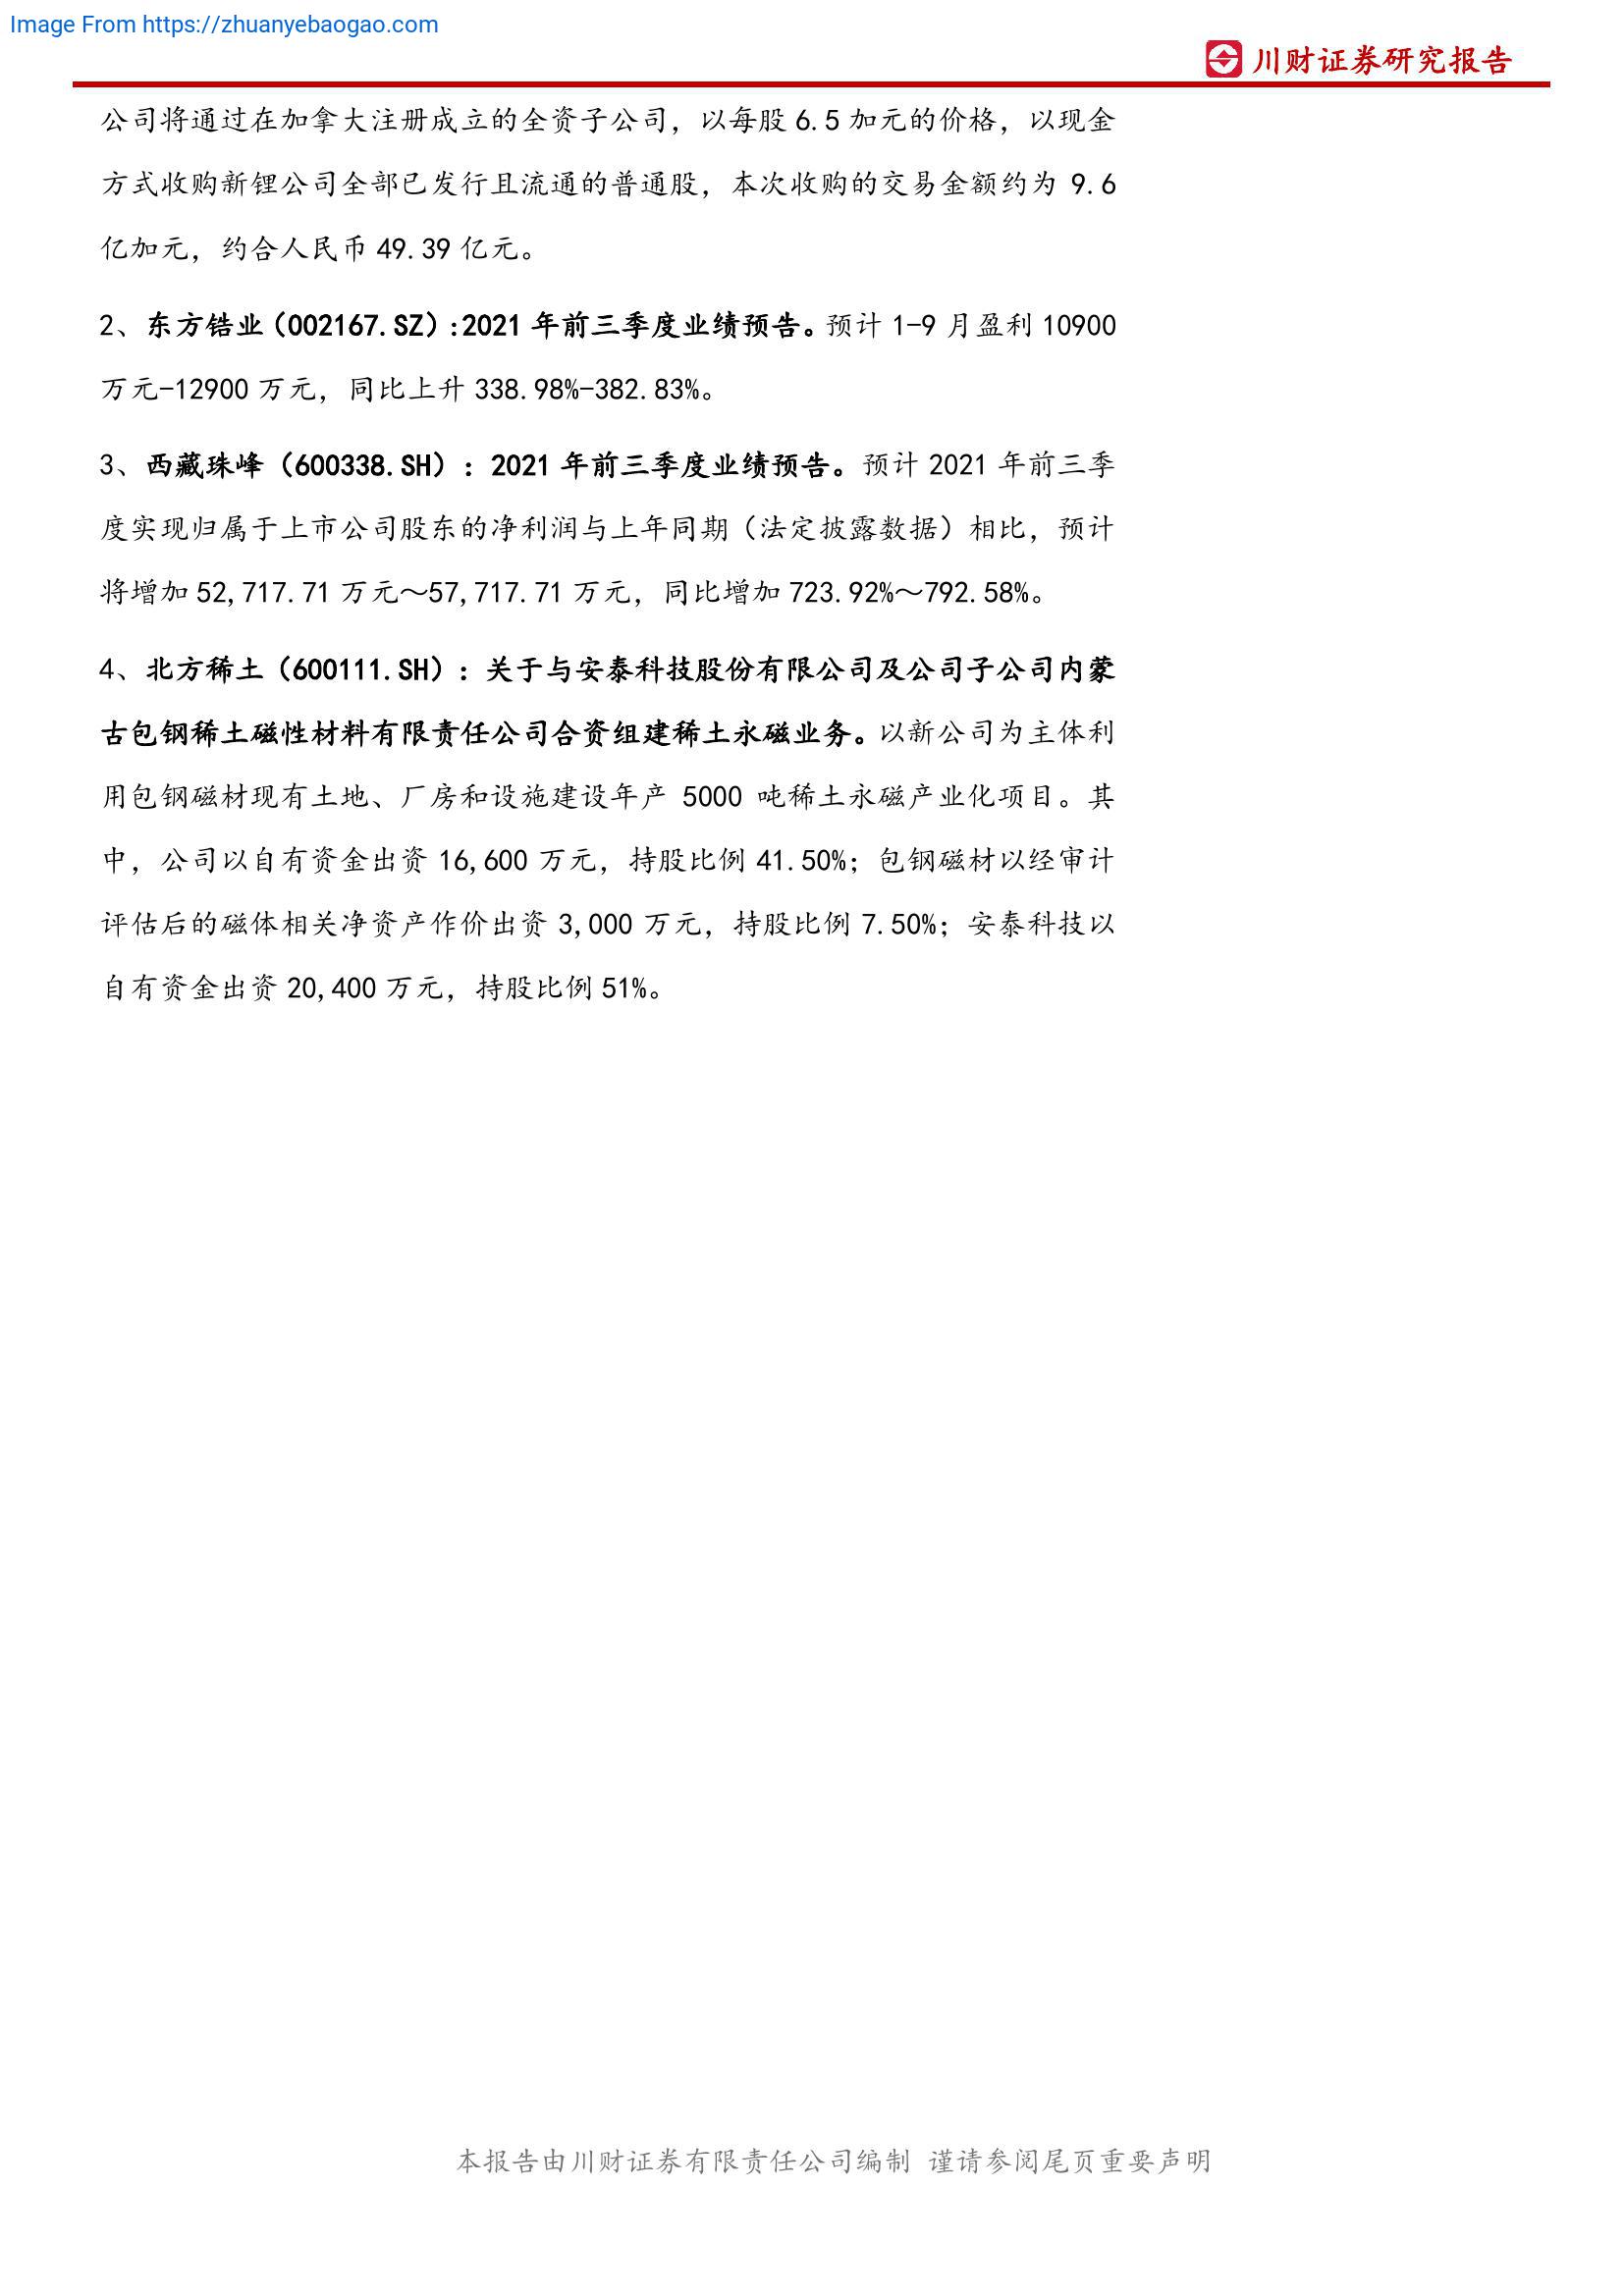 Image From https://zhuanyebaogao.com
川财证券研究报告
公司将通过在加拿大注册成立的全资子公司，以每股 6.5 加元的价格，以现金
方式收购新锂公司全部已发行且流通的普通股，本次收购的交易金额约为 9.6
亿加元，约合人民币 49.39 亿元。
2、东方锆业（002167.SZ）:2021 年前三季度业绩预告。预计 1-9 月盈利 10900
万元-12900 万元，同比上升 338.98%-382.83%。
3、西藏珠峰（600338.SH）：2021 年前三季度业绩预告。预计 2021 年前三季
度实现归属于上市公司股东的净利润与上年同期（法定披露数据）相比，预计
将增加 52,717.71 万元～57,717.71 万元，同比增加 723.92%～792.58%。
4、北方稀土（600111.SH）：关于与安泰科技股份有限公司及公司子公司内蒙
古包钢稀土磁性材料有限责任公司合资组建稀土永磁业务。以新公司为主体利
用包钢磁材现有土地、厂房和设施建设年产 5000 吨稀土永磁产业化项目。其
中，公司以自有资金出资 16,600 万元，持股比例 41.50%；包钢磁材以经审计
评估后的磁体相关净资产作价出资 3,000 万元，持股比例 7.50%；安泰科技以
自有资金出资 20,400 万元，持股比例 51%。
本报告由川财证券有限责任公司编制 谨请参阅尾页重要声明